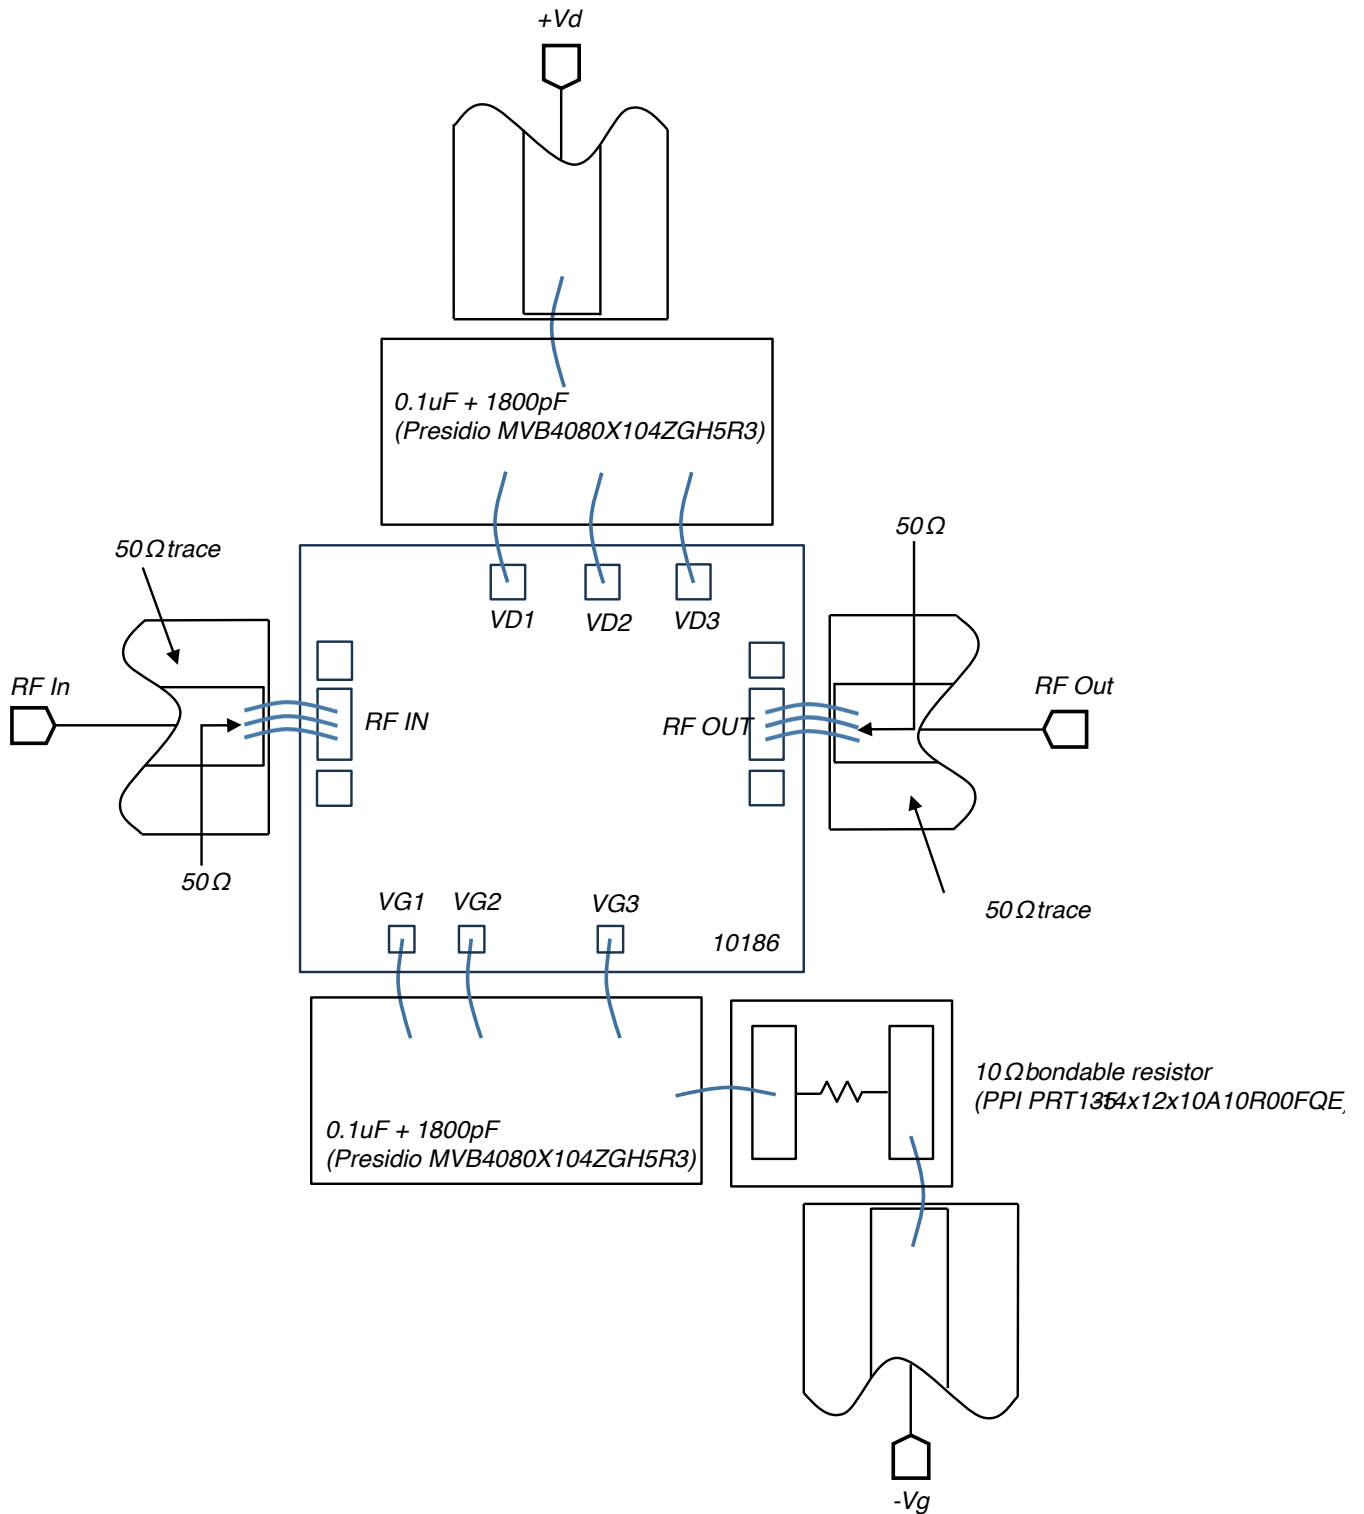 +Vd
0.1uF + 1800pF
(Presidio MVB4080X104ZGH5R3)
50Ω
50Ω trace
VD1
VD2
VD3
RF In
RF Out
RF IN
RF OUT
50Ω
VG1
VG2
VG3
50Ω trace
10186
10Ω bondable resistor
(PPI
0.1uF + 1800pF
(Presidio MVB4080X104ZGH5R3)
-Vg